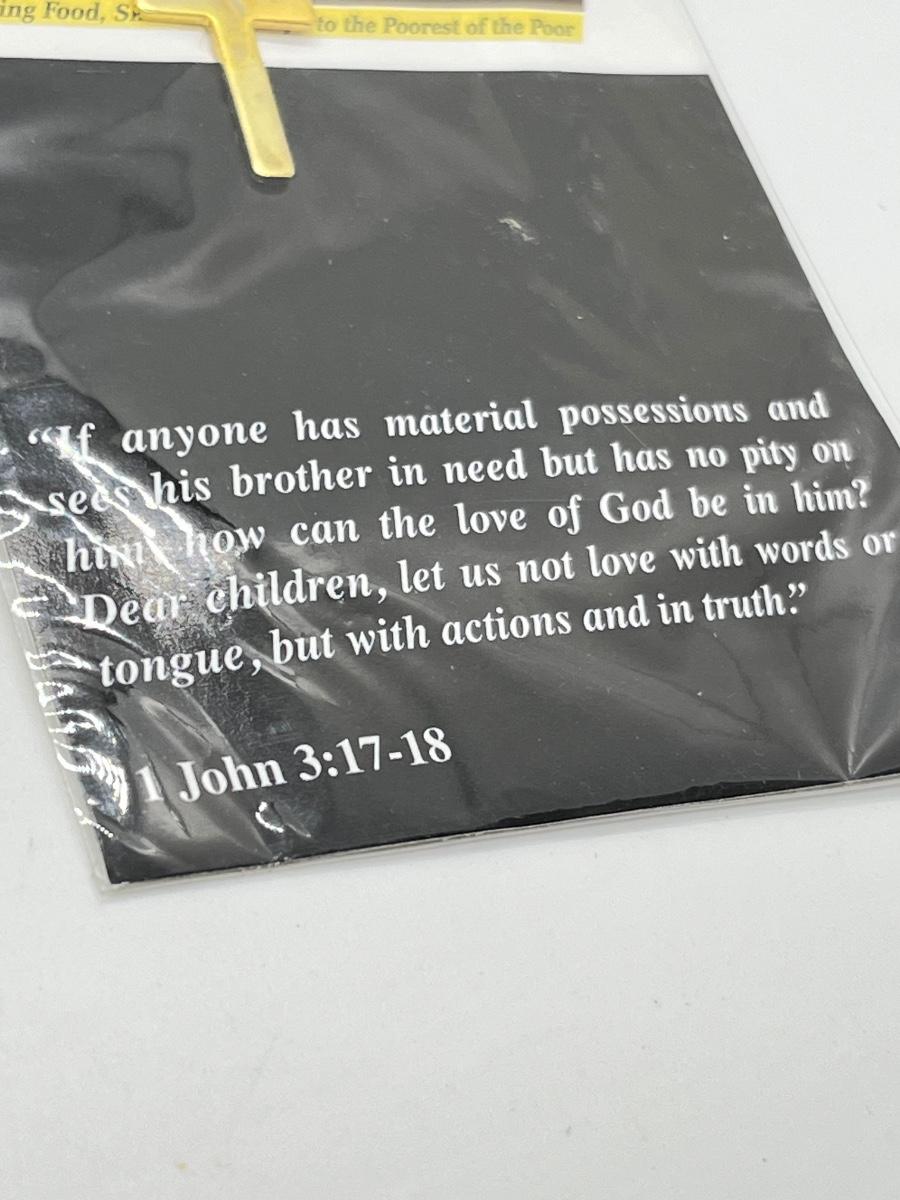 ing Food,
to the Poorest of the Poor
“If anyone has material possessions and
sees his brother in need but has no pity on
him, how can the love of God be in him?
Dear children, let us not love with words or
tongue, but with actions and in truth.”
1 John 3:17-18